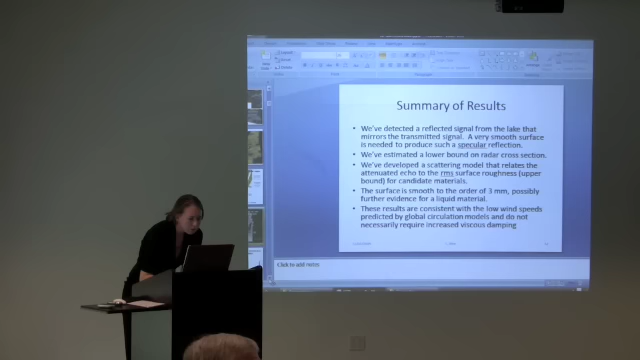 Summary of Results
• We've detected a reflected signal from the lake that
mirrors the transmitted signal. A very smooth surface
is needed to produce such a specular reflection.
• We've estimated a lower bound on radar cross section.
• We've developed a scattering model that relates the
attenuated echo to the rms surface roughness (upper
bound) for candidate materials.
• The surface is smooth to the order of 3 mm, possibly
further evidence for a liquid material.
• These results are consistent with the low wind speeds
predicted by global circulation models and do not
necessarily require increased viscous damping
Click to add notes